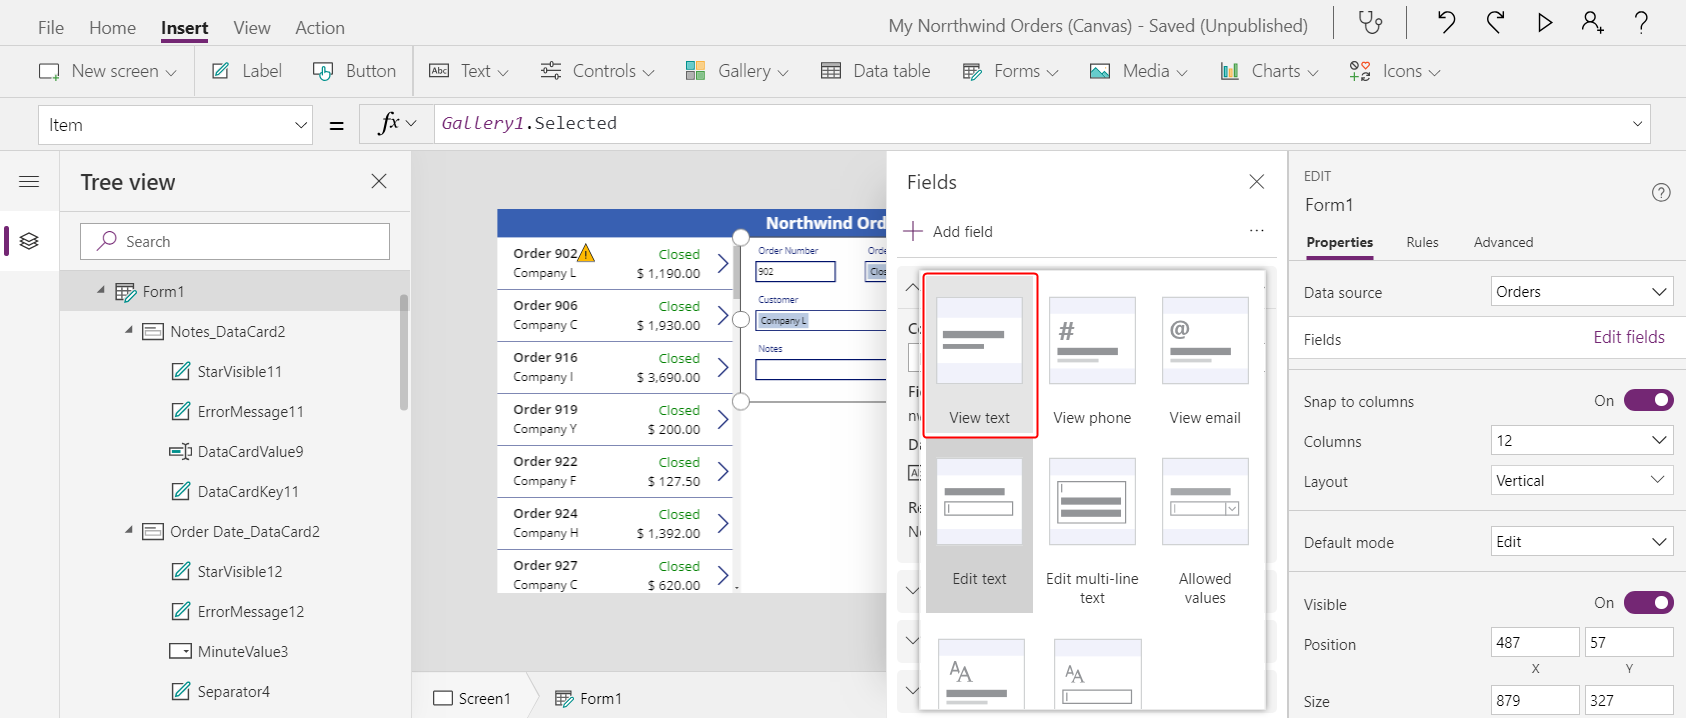 File Home Insert View Action
My Norrthwind Orders (Canvas) - Saved (Unpublished)
New screen Label Button Abc Text Controls Gallery Data table Forms Media Charts Icons
Item = fx Gallery1.Selected
Tree view
Search
Form1
Notes_DataCard2
StarVisible11
ErrorMessage11
DataCardValue9
DataCardKey11
Order Date_DataCard2
StarVisible12
ErrorMessage12
MinuteValue3
Separator4
Northwind Ord
Order 902 Closed
Company L $ 1,190.00
Order 906 Closed
Company C $ 1,930.00
Order 916 Closed
Company I $ 3,690.00
Order 919 Closed
Company Y $ 200.00
Order 922 Closed
Company F $ 127.50
Order 924 Closed
Company H $ 1,392.00
Order 927 Closed
Company C $ 620.00
Order Number Orde
902 Clos
Customer
Company L
Notes
Screen1 Form1
Fields
Add field
...
View text # View phone @ View email
Edit text Edit multi-line text Allowed values
AA AA
EDIT
Form1
?
Properties Rules Advanced
Data source Orders
Fields Edit fields
Snap to columns On
Columns 12
Layout Vertical
Default mode Edit
Visible On
Position 487 57
X Y
Size 879 327